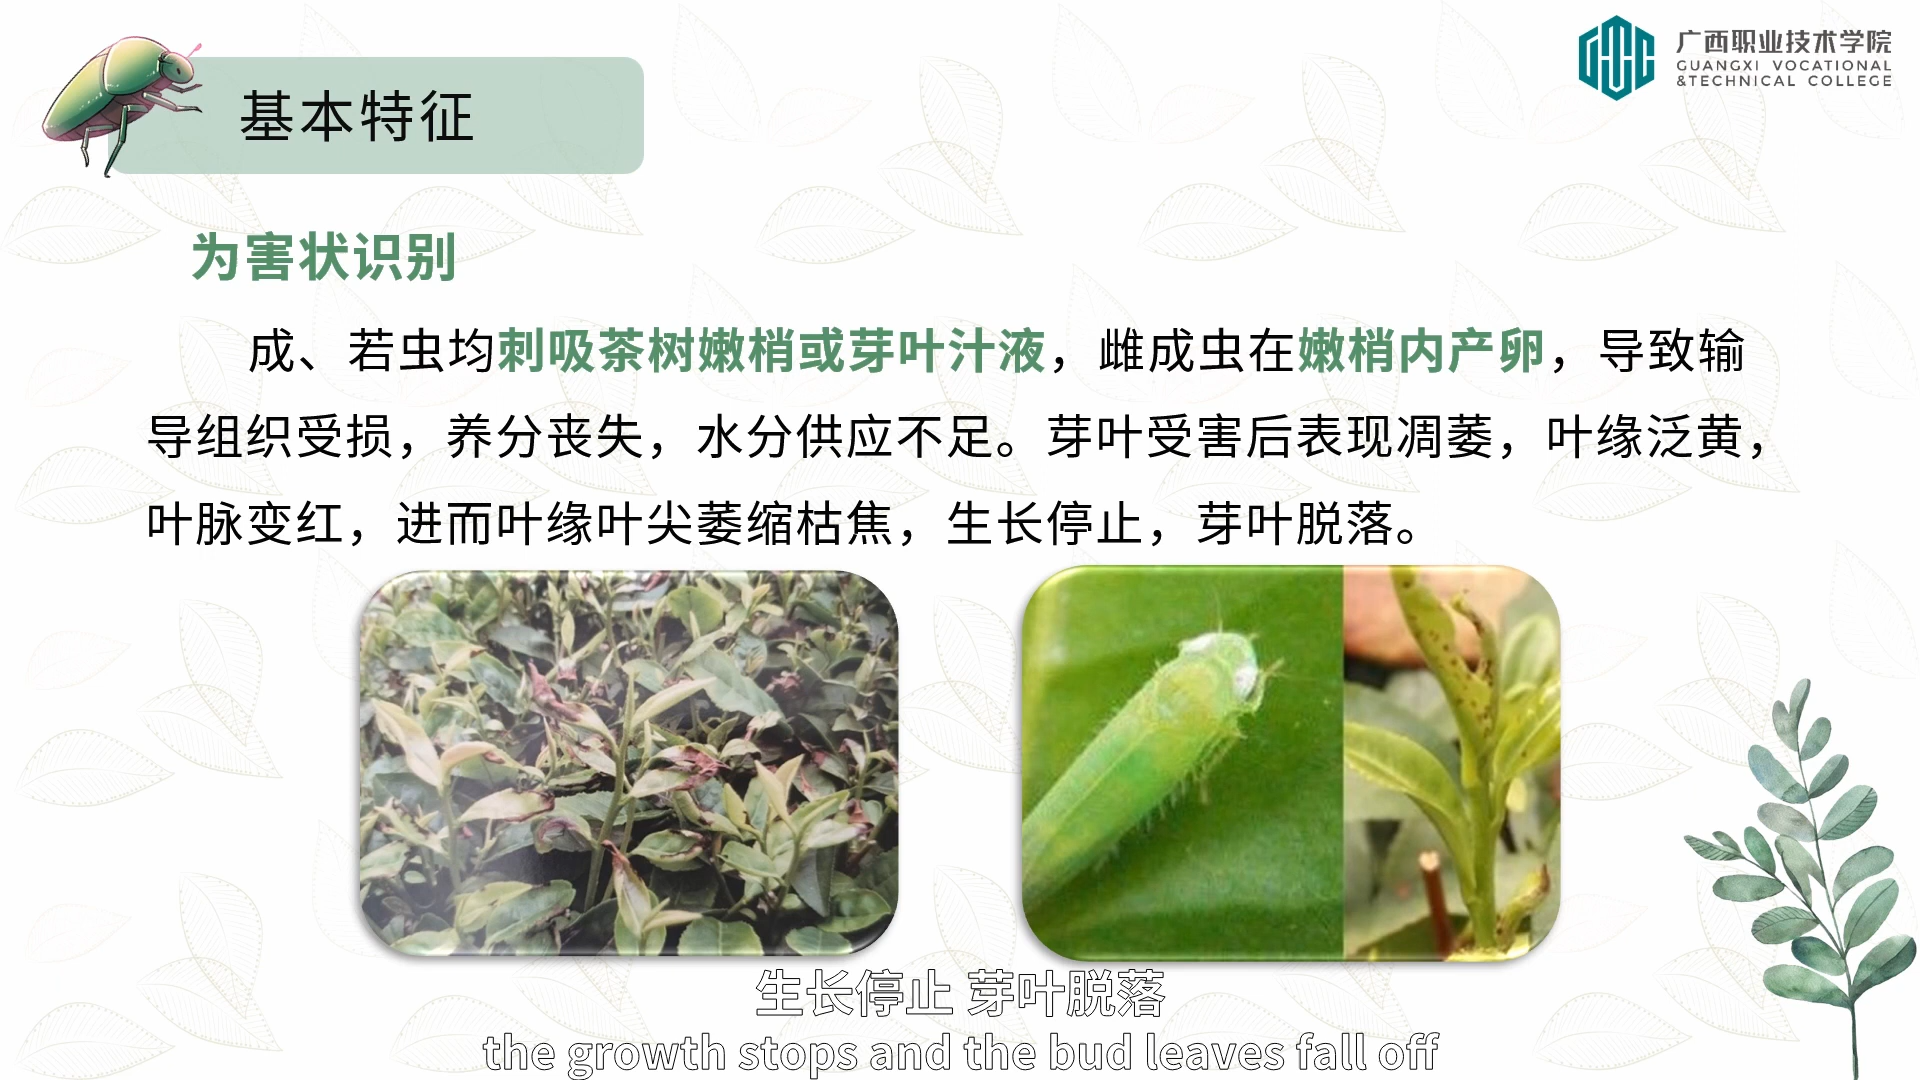 广西职业技术学院
GUANGXI VOCATIONAL
&TECHNICAL COLLEGE
基本特征
为害状识别
成、若虫均刺吸茶树嫩梢或芽叶汁液，雌成虫在嫩梢内产卵，导致输
导组织受损，养分丧失，水分供应不足。芽叶受害后表现凋萎，叶缘泛黄，
叶脉变红，进而叶缘叶尖萎缩枯焦，生长停止，芽叶脱落。
生长停止 芽叶脱落
the growth stops and the bud leaves fall off